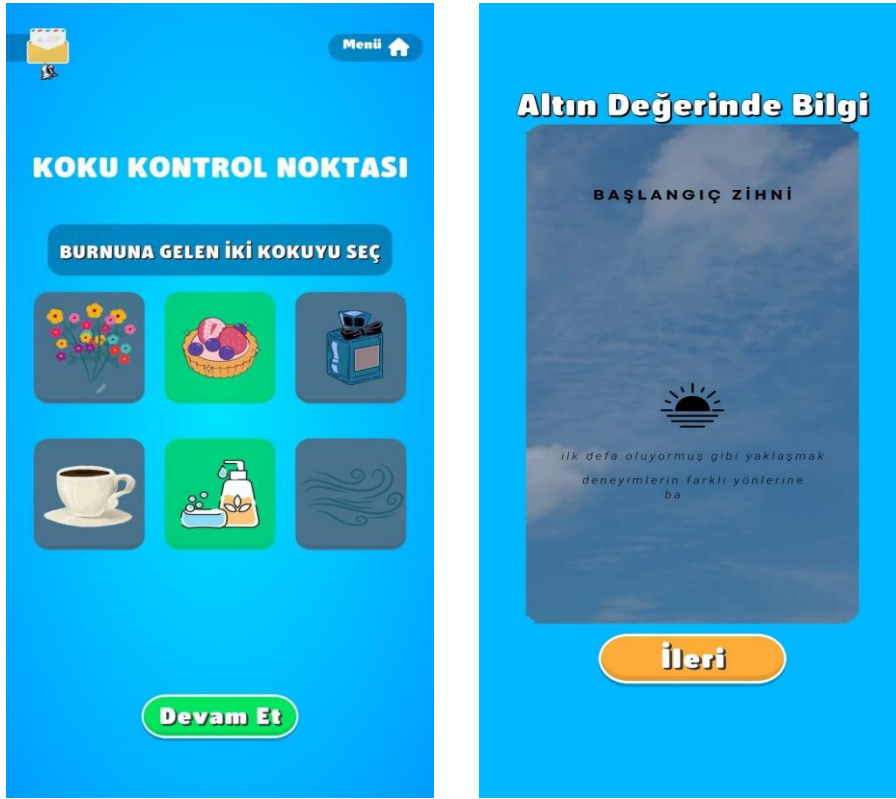 Menü
KOKU KONTROL NOKTASI
BURNUNA GELEN İKİ KOKUYU SEÇ
Devam Et
Altın Değerinde Bilgi
BAŞLANGIÇ ZİHNİ
ilk defa oluyormuş gibi yaklaşmak
deneyimlerin farklı yönlerine
ba
İleri